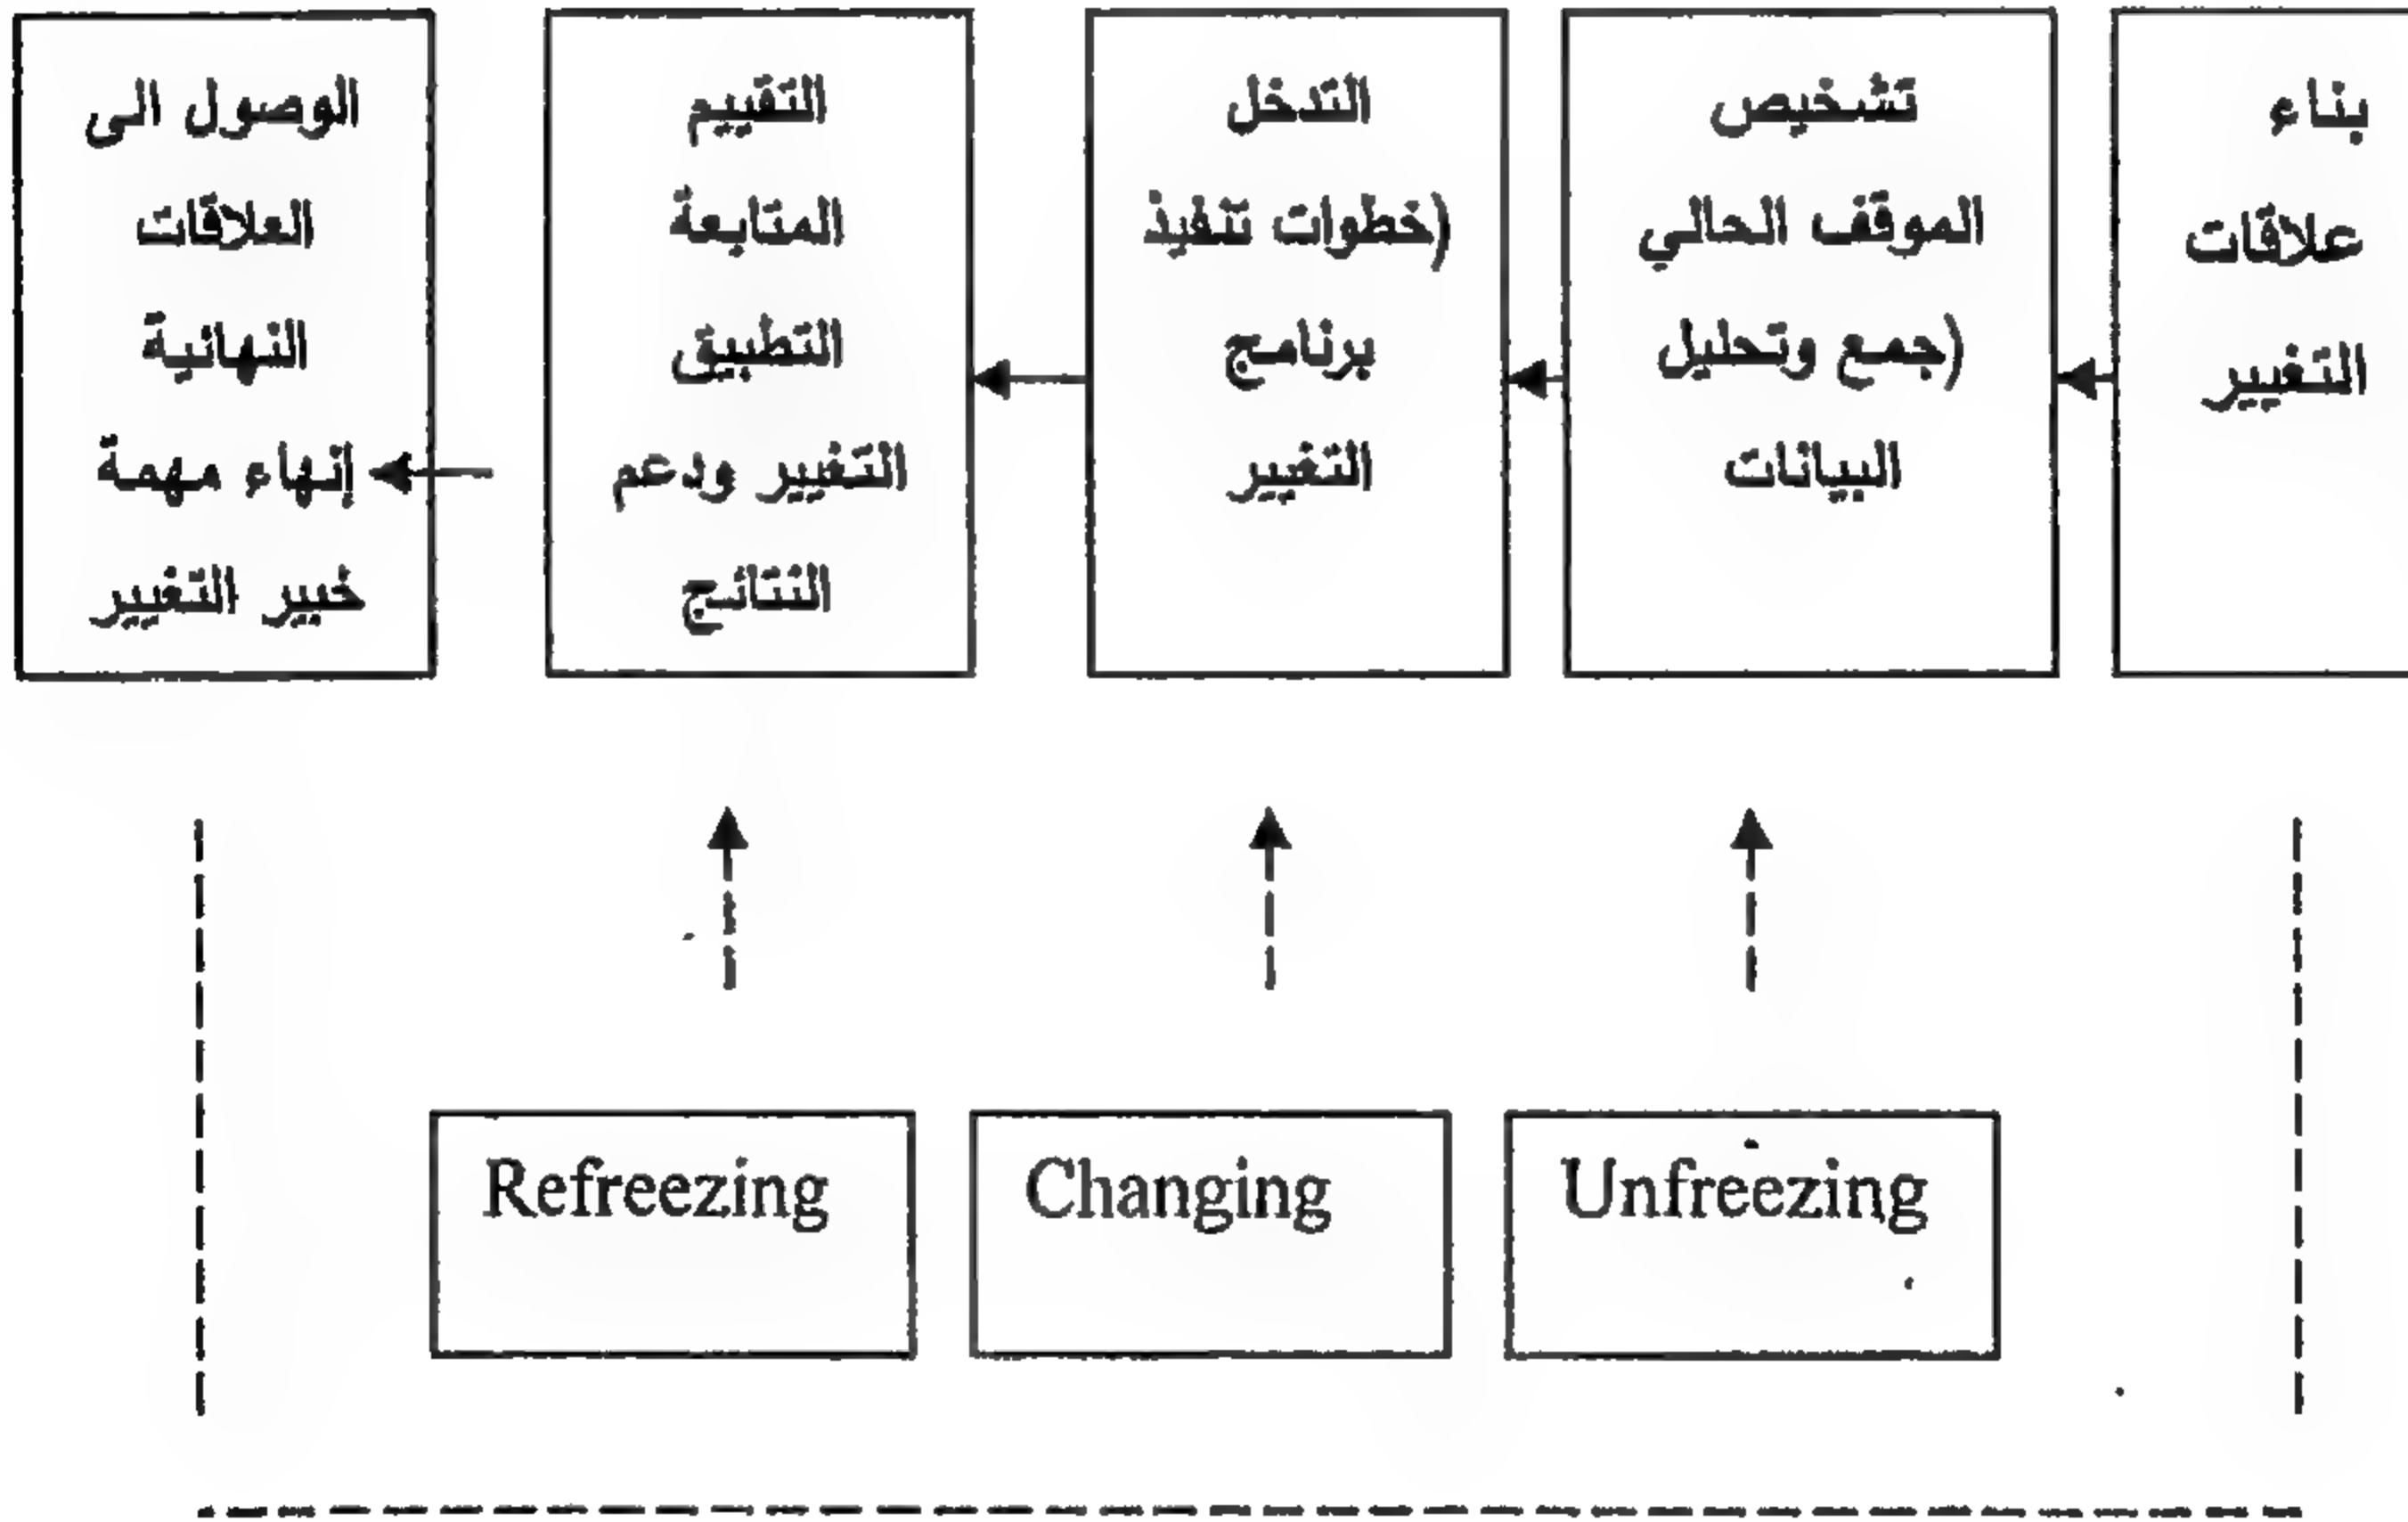 بناء
علاقات
التغيير
تشخيص
الموقف الحالي
(جمع وتحليل
البيانات
التدخل
(خطوات تنفيذ
برنامج
التغيير
التقييم
المتابعة
التطبيق
التغيير ودعم
النتائج
الوصول الى
العلاقات
النهائية
إنهاء مهمة
خبير التغيير
Unfreezing
Changing
Refreezing